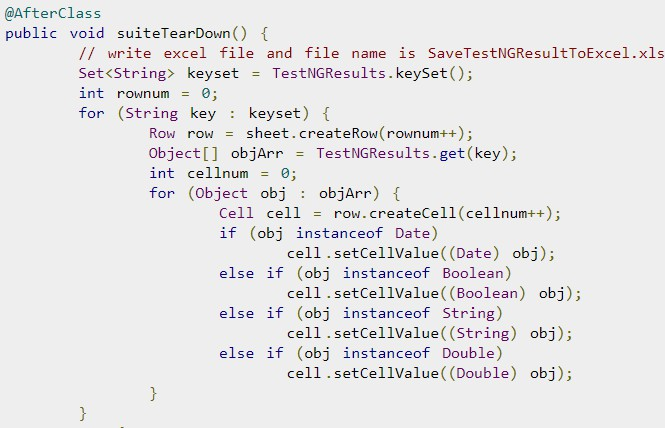 @AfterClass
public void suiteTearDown() {
        // write excel file and file name is SaveTestNGResultToExcel.xls
        Set<String> keyset = TestNGResults.keySet();
        int rownum = 0;
        for (String key : keyset) {
                Row row = sheet.createRow(rownum++);
                Object[] objArr = TestNGResults.get(key);
                int cellnum = 0;
                for (Object obj : objArr) {
                        Cell cell = row.createCell(cellnum++);
                        if (obj instanceof Date)
                                cell.setCellValue((Date) obj);
                        else if (obj instanceof Boolean)
                                cell.setCellValue((Boolean) obj);
                        else if (obj instanceof String)
                                cell.setCellValue((String) obj);
                        else if (obj instanceof Double)
                                cell.setCellValue((Double) obj);
                }
        }